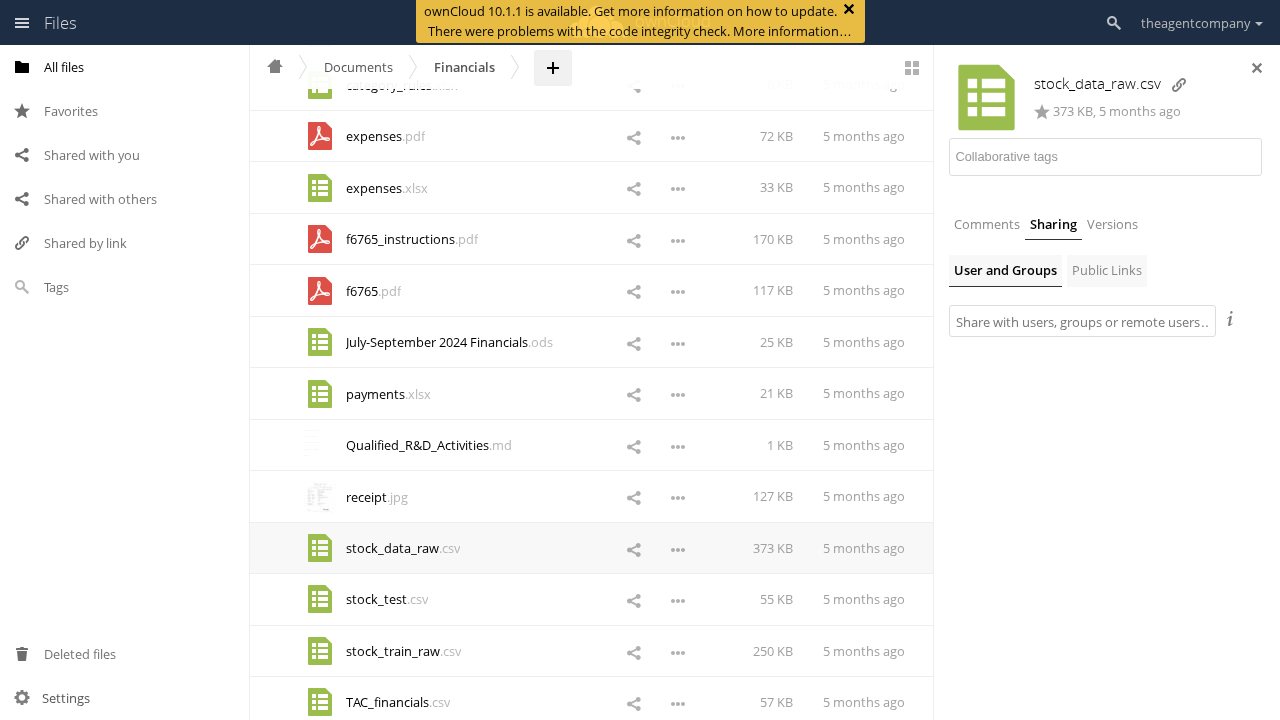 Files
ownCloud 10.1.1 is available. Get more information on how to update.
There were problems with the code integrity check. More information…
theagentcompany
All files
Favorites
Shared with you
Shared with others
Shared by link
Tags
Deleted files
Settings
Documents
Financials
expenses.pdf 72 KB 5 months ago
expenses.xlsx 33 KB 5 months ago
f6765_instructions.pdf 170 KB 5 months ago
f6765.pdf 117 KB 5 months ago
July-September 2024 Financials.ods 25 KB 5 months ago
payments.xlsx 21 KB 5 months ago
Qualified_R&D_Activities.md 1 KB 5 months ago
receipt.jpg 127 KB 5 months ago
stock_data_raw.csv 373 KB 5 months ago
stock_test.csv 55 KB 5 months ago
stock_train_raw.csv 250 KB 5 months ago
TAC_financials.csv 57 KB 5 months ago
stock_data_raw.csv
373 KB, 5 months ago
Collaborative tags
Comments Sharing Versions
User and Groups Public Links
Share with users, groups or remote users…